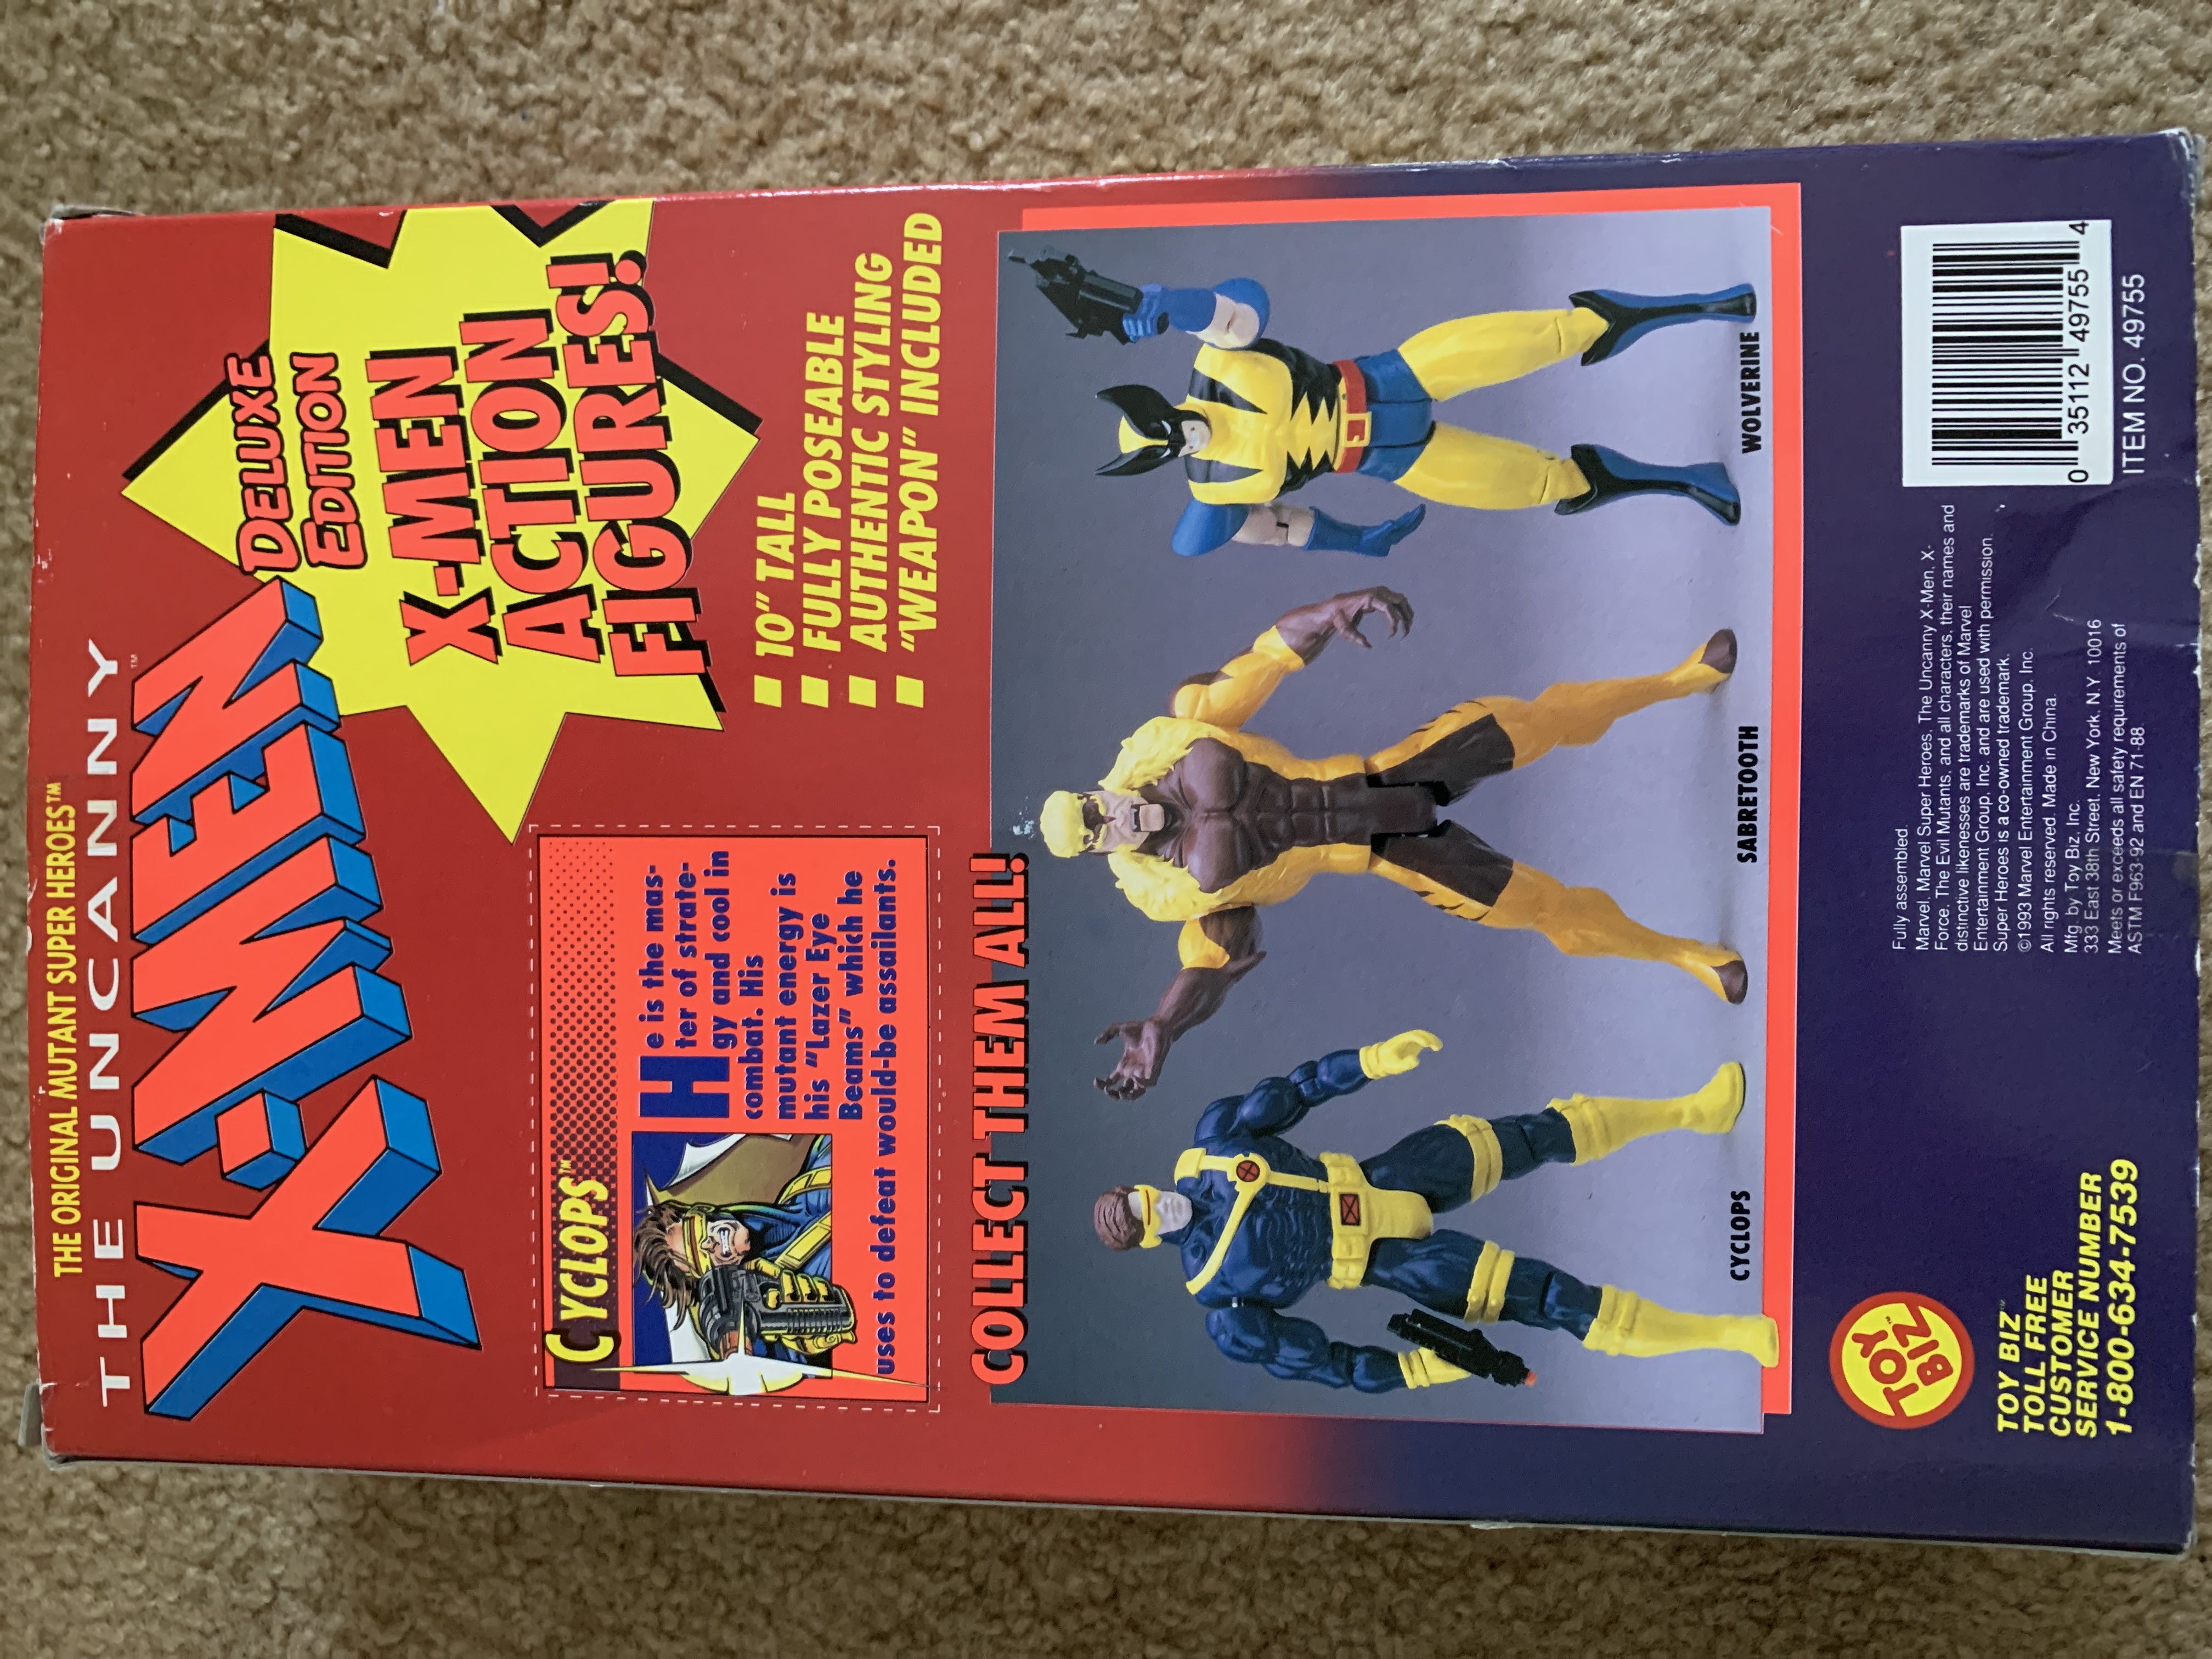 THE ORIGINAL MUTANT SUPER HEROES™
THE UNCANNY
X-MEN™
DELUXE
EDITION
X-MEN
ACTION
FIGURES!
CYCLOPS™
He is the mas-
ter of strate-
gy and cool in
combat. His
mutant energy is
his "Lazer Eye
Beams" which he
uses to defeat would-be assailants.
■ 10" TALL
■ FULLY POSEABLE
■ AUTHENTIC STYLING
■ "WEAPON" INCLUDED
COLLECT THEM ALL!
CYCLOPS
SABRETOOTH
WOLVERINE
TOY
BIZ™
TOY BIZ™
TOLL FREE
CUSTOMER
SERVICE NUMBER
1-800-634-7539
Fully assembled.
Marvel, Marvel Super Heroes, The Uncanny X-Men, X-
Force, The Evil Mutants, and all characters, their names and
distinctive likenesses are trademarks of Marvel
Entertainment Group, Inc. and are used with permission.
Super Heroes is a co-owned trademark.
©1993 Marvel Entertainment Group, Inc.
All rights reserved. Made in China
Mfg. by Toy Biz, Inc.
333 East 38th Street, New York, N.Y. 10016
Meets or exceeds all safety requirements of
ASTM F963-92 and EN 71-88
0 35112 49755 4
ITEM NO. 49755